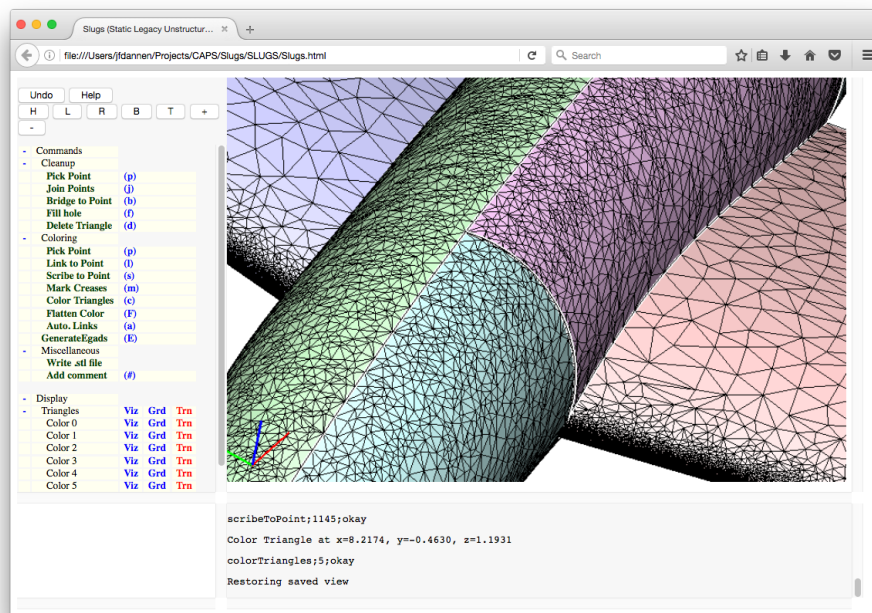 Slugs (Static Legacy Unstructur...
file:///Users/jfdannen/Projects/CAPS/Slugs/SLUGS/Slugs.html
Search
Undo Help
H L R B T +
-
- Commands
- Cleanup
Pick Point (p)
Join Points (j)
Bridge to Point (b)
Fill hole (f)
Delete Triangle (d)
- Coloring
Pick Point (p)
Link to Point (l)
Scribe to Point (s)
Mark Creases (m)
Color Triangles (c)
Flatten Color (F)
Auto. Links (a)
GenerateEgads (E)
- Miscellaneous
Write .stl file
Add comment (#)
- Display
- Triangles Viz Grd Trn
Color 0 Viz Grd Trn
Color 1 Viz Grd Trn
Color 2 Viz Grd Trn
Color 3 Viz Grd Trn
Color 4 Viz Grd Trn
Color 5 Viz Grd Trn
scribeToPoint;1145;okay
Color Triangle at x=8.2174, y=-0.4630, z=1.1931
colorTriangles;5;okay
Restoring saved view